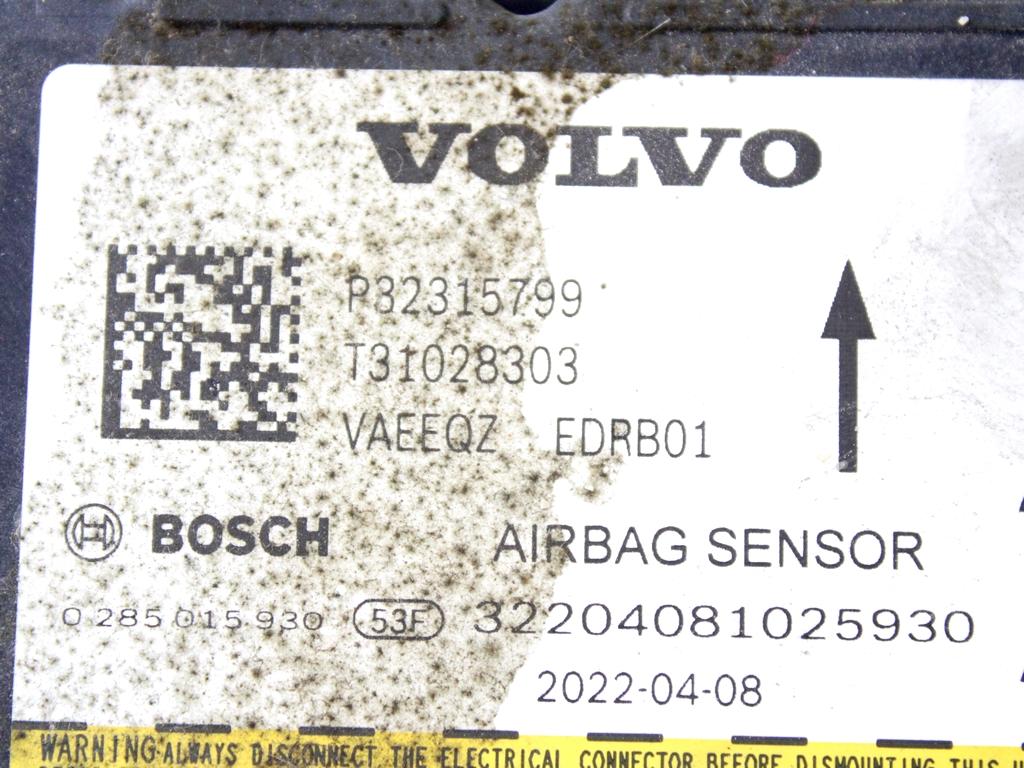 VOLVO
P32315799
T31028303
VAEEQZ EDRB01
BOSCH AIRBAG SENSOR
0 285 015 930 53F 32204081025930
2022-04-08
WARNING ALWAYS DISCONNECT THE ELECTRICAL CONNECTOR BEFORE DISMOUNTING THIS